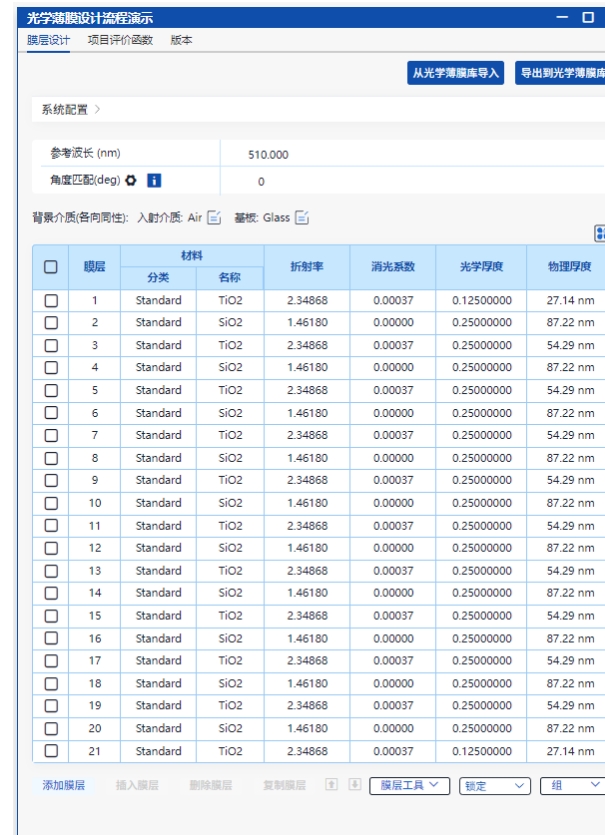 光学薄膜设计流程演示
膜层设计 项目评价函数 版本
从光学薄膜库导入 导出到光学薄膜库
系统配置 >
参考波长 (nm) 510.000
角度匹配(deg) i 0
背景介质(各向同性): 入射介质: Air 基板: Glass
膜层 材料 折射率 消光系数 光学厚度 物理厚度
分类 名称
1 Standard TiO2 2.34868 0.00037 0.12500000 27.14 nm
2 Standard SiO2 1.46180 0.00000 0.25000000 87.22 nm
3 Standard TiO2 2.34868 0.00037 0.25000000 54.29 nm
4 Standard SiO2 1.46180 0.00000 0.25000000 87.22 nm
5 Standard TiO2 2.34868 0.00037 0.25000000 54.29 nm
6 Standard SiO2 1.46180 0.00000 0.25000000 87.22 nm
7 Standard TiO2 2.34868 0.00037 0.25000000 54.29 nm
8 Standard SiO2 1.46180 0.00000 0.25000000 87.22 nm
9 Standard TiO2 2.34868 0.00037 0.25000000 54.29 nm
10 Standard SiO2 1.46180 0.00000 0.25000000 87.22 nm
11 Standard TiO2 2.34868 0.00037 0.25000000 54.29 nm
12 Standard SiO2 1.46180 0.00000 0.25000000 87.22 nm
13 Standard TiO2 2.34868 0.00037 0.25000000 54.29 nm
14 Standard SiO2 1.46180 0.00000 0.25000000 87.22 nm
15 Standard TiO2 2.34868 0.00037 0.25000000 54.29 nm
16 Standard SiO2 1.46180 0.00000 0.25000000 87.22 nm
17 Standard TiO2 2.34868 0.00037 0.25000000 54.29 nm
18 Standard SiO2 1.46180 0.00000 0.25000000 87.22 nm
19 Standard TiO2 2.34868 0.00037 0.25000000 54.29 nm
20 Standard SiO2 1.46180 0.00000 0.25000000 87.22 nm
21 Standard TiO2 2.34868 0.00037 0.12500000 27.14 nm
添加膜层 插入膜层 删除膜层 复制膜层 膜层工具 锁定 组